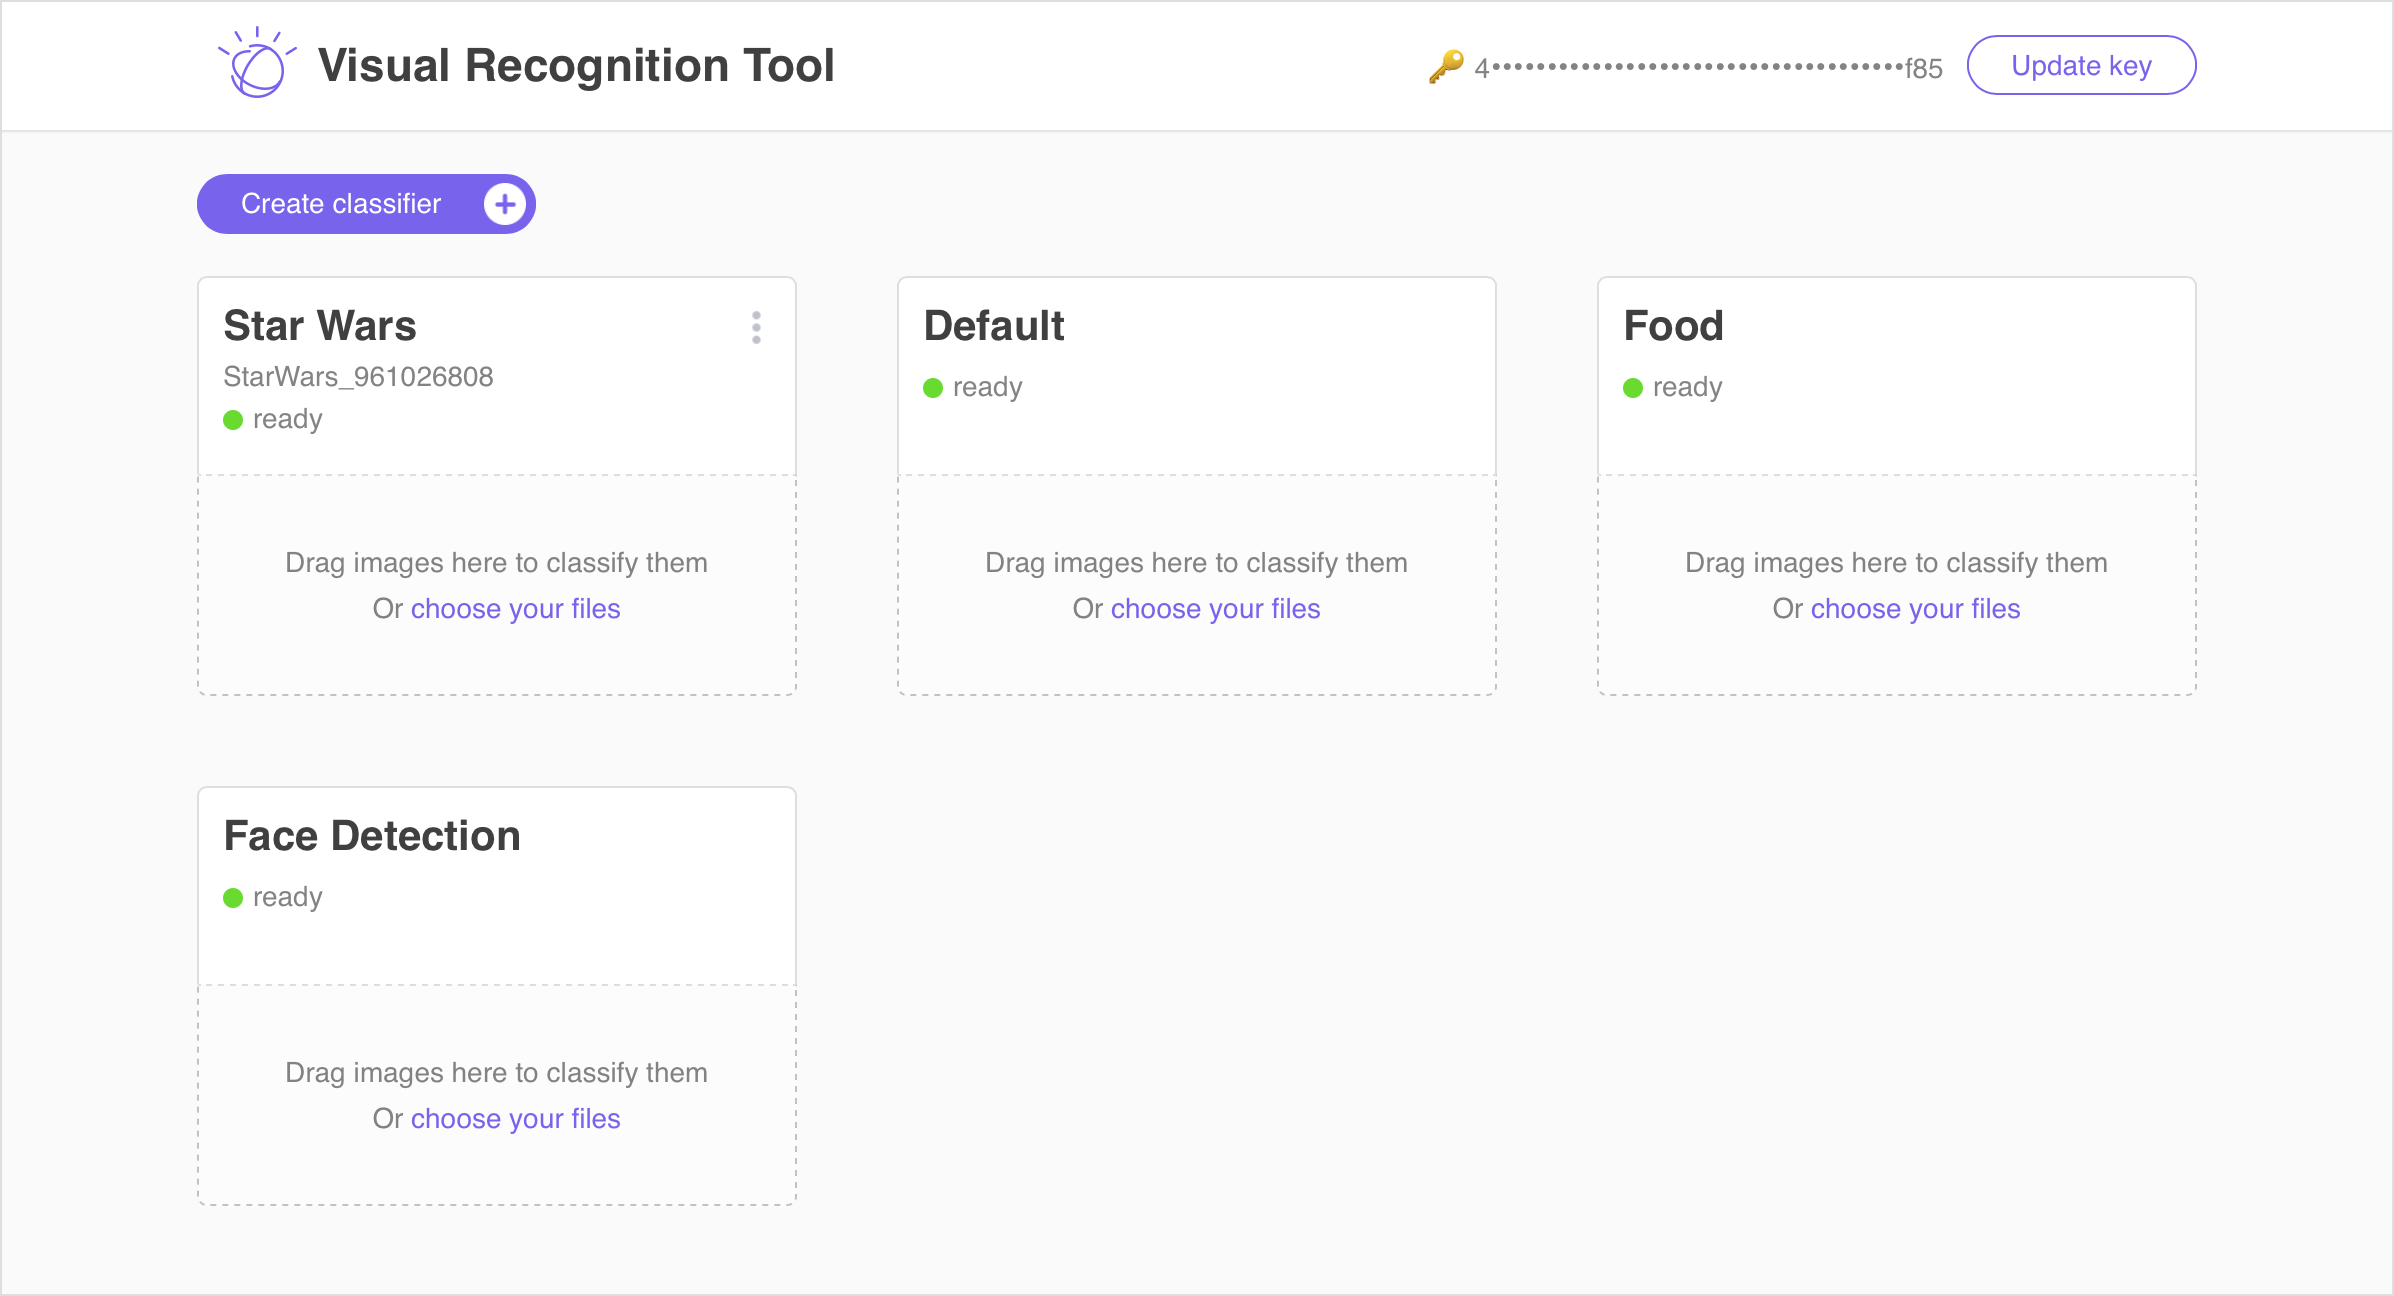 Visual Recognition Tool
4•••••••••••••••••••••••••••••••••••••f85
Update key
Create classifier
Star Wars
StarWars_961026808
ready
Drag images here to classify them
Or choose your files
Default
ready
Drag images here to classify them
Or choose your files
Food
ready
Drag images here to classify them
Or choose your files
Face Detection
ready
Drag images here to classify them
Or choose your files